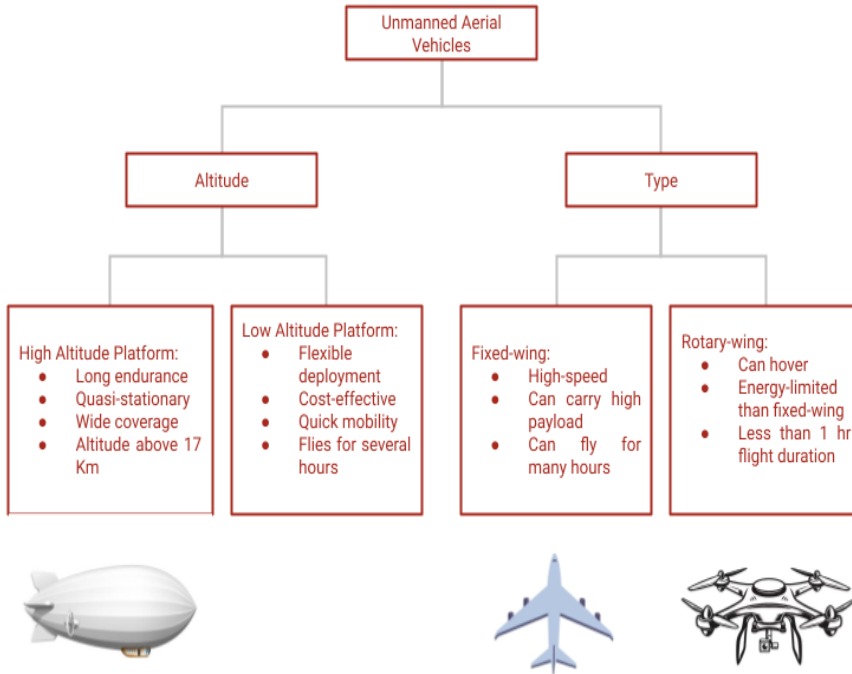 Unmanned Aerial
Vehicles
Altitude
Type
High Altitude Platform:
● Long endurance
● Quasi-stationary
● Wide coverage
● Altitude above 17
Km
Low Altitude Platform:
● Flexible
deployment
● Cost-effective
● Quick mobility
● Flies for several
hours
Fixed-wing:
● High-speed
● Can carry high
payload
● Can fly for
many hours
Rotary-wing:
● Can hover
● Energy-limited
than fixed-wing
● Less than 1 hr
flight duration